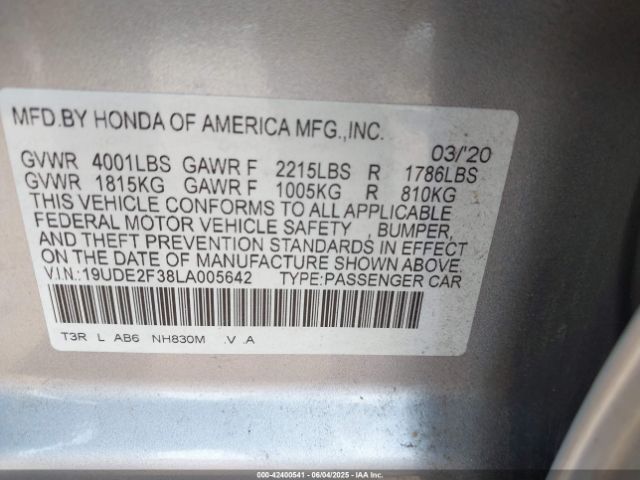 MFD.BY HONDA OF AMERICA MFG.,INC.
03/'20
GVWR 4001LBS GAWR F 2215LBS R 1786LBS
GVWR 1815KG GAWR F 1005KG R 810KG
THIS VEHICLE CONFORMS TO ALL APPLICABLE
FEDERAL MOTOR VEHICLE SAFETY , BUMPER,
AND THEFT PREVENTION STANDARDS IN EFFECT
ON THE DATE OF MANUFACTURE SHOWN ABOVE.
V.I.N.:19UDE2F38LA005642 TYPE:PASSENGER CAR
T3R L AB6 NH830M .V .A
000-42400541 - 06/04/2025 - IAA Inc.